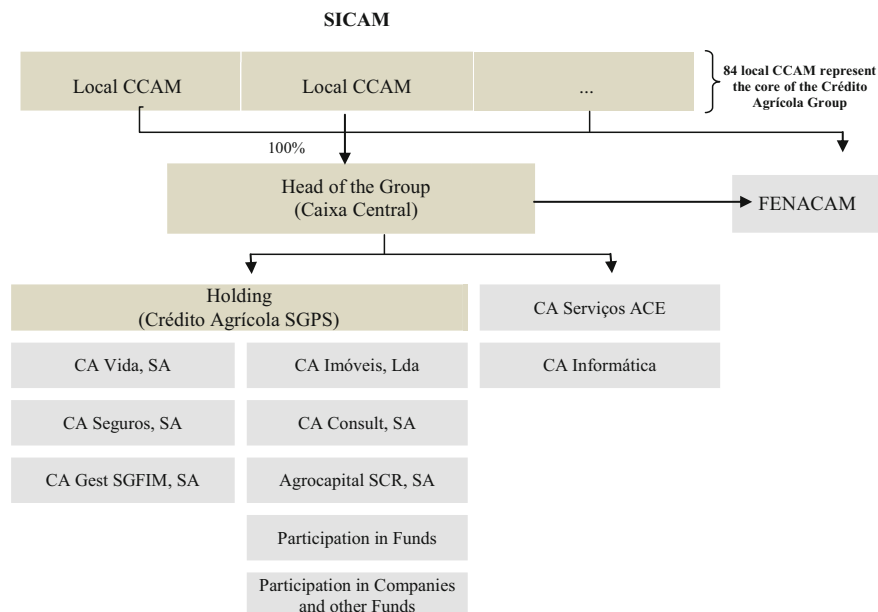 SICAM
Local CCAM
Local CCAM
...
84 local CCAM represent
the core of the Crédito
Agrícola Group
100%
Head of the Group
(Caixa Central)
FENACAM
Holding
(Crédito Agrícola SGPS)
CA Serviços ACE
CA Vida, SA
CA Imóveis, Lda
CA Informática
CA Seguros, SA
CA Consult, SA
CA Gest SGFIM, SA
Agrocapital SCR, SA
Participation in Funds
Participation in Companies
and other Funds